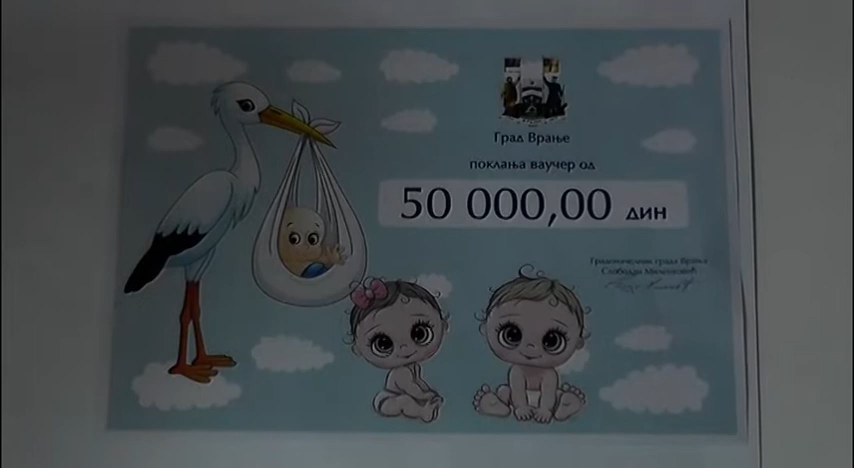 Град Врање
поклања ваучер од
50 000,00 дин
Градоначелник града Врања
Слободан Миленковић